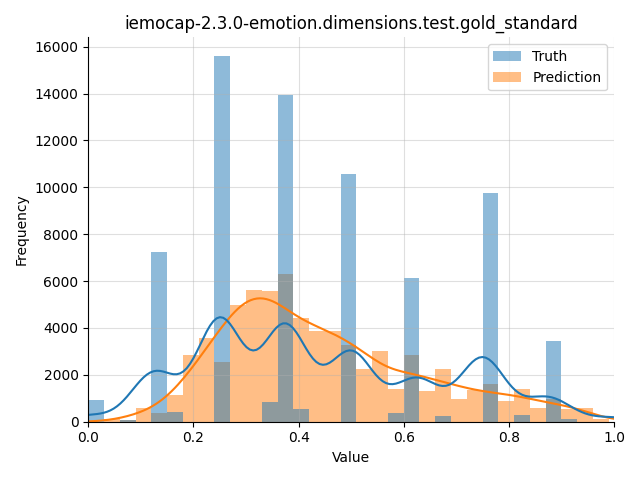 iemocap-2.3.0-emotion.dimensions.test.gold_standard
Truth
Prediction
Frequency
16000
14000
12000
10000
8000
6000
4000
2000
0
0.0 0.2 0.4 0.6 0.8 1.0
Value